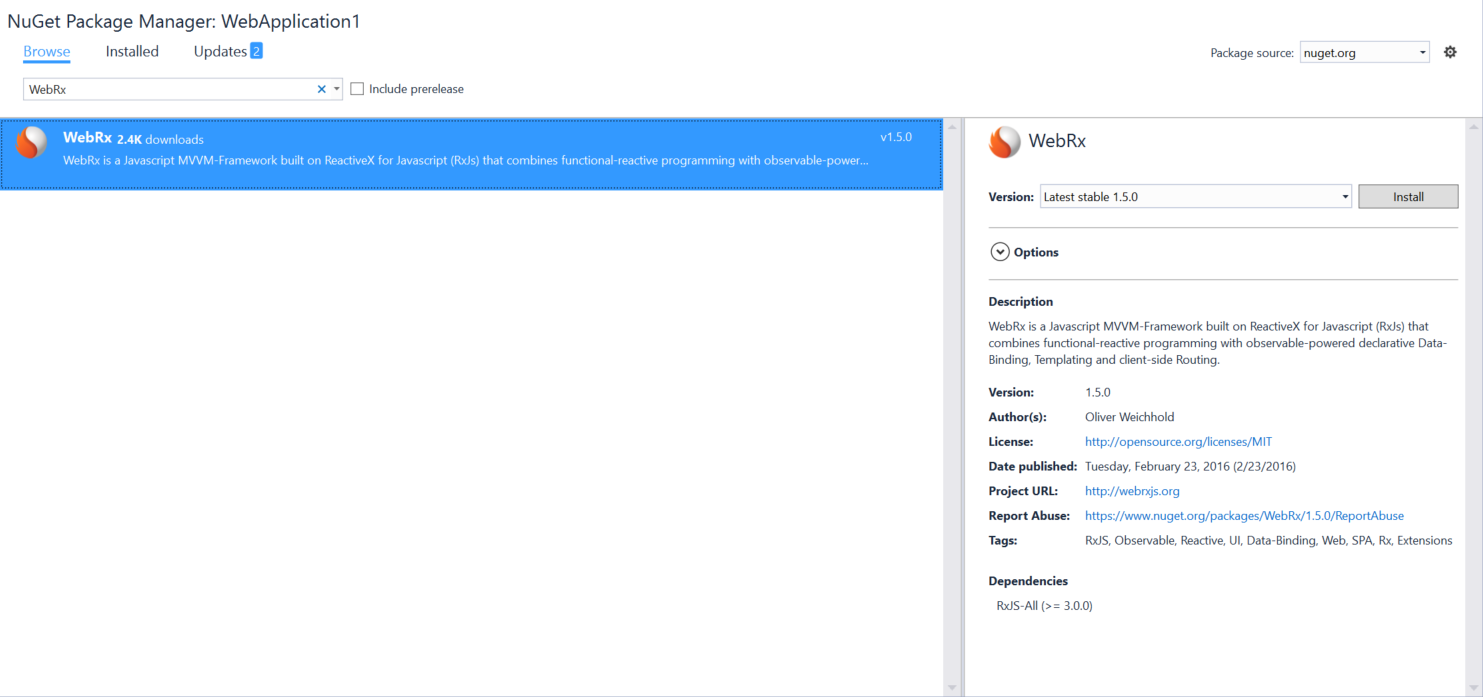 NuGet Package Manager: WebApplication1
Browse Installed Updates 2
Package source: nuget.org
WebRx Include prerelease
WebRx 2.4K downloads v1.5.0
WebRx is a Javascript MVVM-Framework built on ReactiveX for Javascript (RxJs) that combines functional-reactive programming with observable-power...
WebRx
Version: Latest stable 1.5.0 Install
Options
Description
WebRx is a Javascript MVVM-Framework built on ReactiveX for Javascript (RxJs) that
combines functional-reactive programming with observable-powered declarative Data-
Binding, Templating and client-side Routing.
Version: 1.5.0
Author(s): Oliver Weichhold
License: http://opensource.org/licenses/MIT
Date published: Tuesday, February 23, 2016 (2/23/2016)
Project URL: http://webrxjs.org
Report Abuse: https://www.nuget.org/packages/WebRx/1.5.0/ReportAbuse
Tags: RxJS, Observable, Reactive, UI, Data-Binding, Web, SPA, Rx, Extensions
Dependencies
RxJS-All (>= 3.0.0)